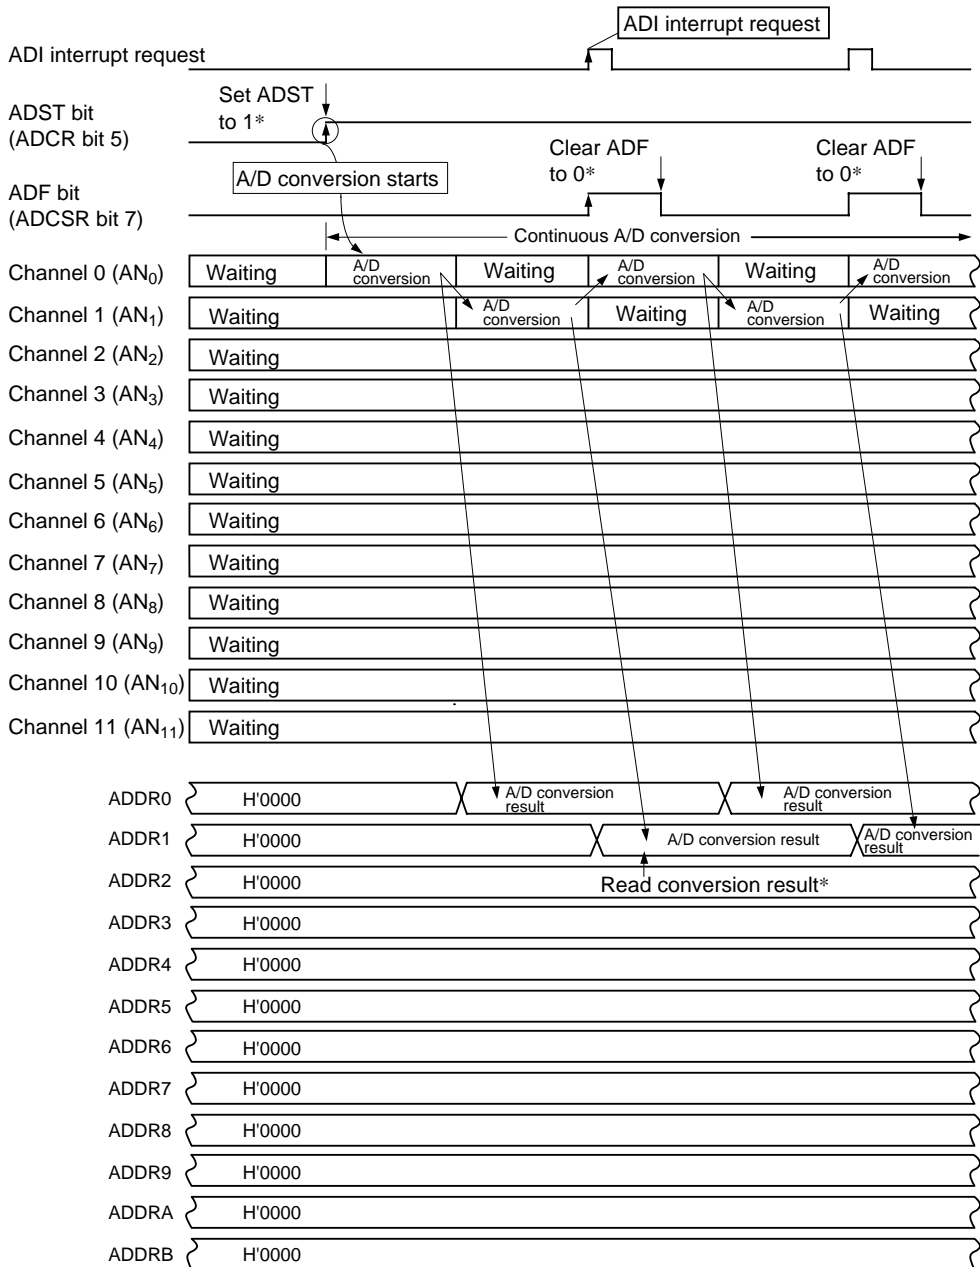 ADI interrupt request
ADI interrupt request
Set ADST
to 1*
ADST bit
(ADCR bit 5)
Clear ADF
to 0*
Clear ADF
to 0*
A/D conversion starts
ADF bit
(ADCSR bit 7)
Continuous A/D conversion
Channel 0 (AN0) Waiting A/D conversion Waiting A/D conversion Waiting A/D conversion
Channel 1 (AN1) Waiting A/D conversion Waiting A/D conversion Waiting
Channel 2 (AN2) Waiting
Channel 3 (AN3) Waiting
Channel 4 (AN4) Waiting
Channel 5 (AN5) Waiting
Channel 6 (AN6) Waiting
Channel 7 (AN7) Waiting
Channel 8 (AN8) Waiting
Channel 9 (AN9) Waiting
Channel 10 (AN10) Waiting
Channel 11 (AN11) Waiting
ADDR0 H'0000 A/D conversion result A/D conversion result
ADDR1 H'0000 A/D conversion result A/D conversion result
ADDR2 H'0000 Read conversion result*
ADDR3 H'0000
ADDR4 H'0000
ADDR5 H'0000
ADDR6 H'0000
ADDR7 H'0000
ADDR8 H'0000
ADDR9 H'0000
ADDRA H'0000
ADDRB H'0000